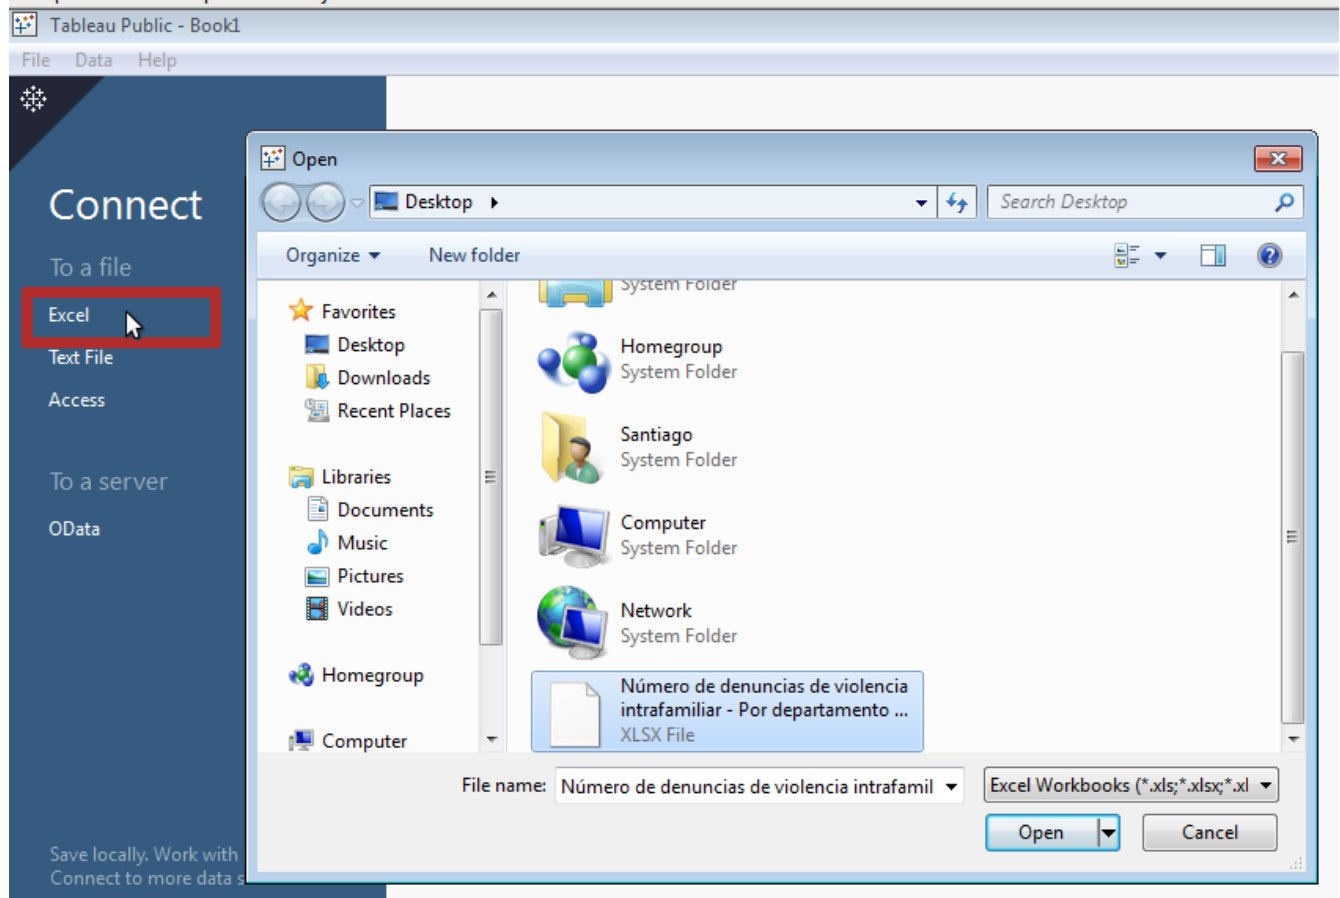 Tableau Public - Book1
File Data Help
Open
Desktop
Search Desktop
Organize
New folder
Connect
To a file
Excel
Text File
Access
To a server
OData
Save locally. Work with
Connect to more data s
Favorites
Desktop
Downloads
Recent Places
Libraries
Documents
Music
Pictures
Videos
Homegroup
Computer
System Folder
Homegroup
System Folder
Santiago
System Folder
Computer
System Folder
Network
System Folder
Número de denuncias de violencia
intrafamiliar - Por departamento ...
XLSX File
File name: Número de denuncias de violencia intrafamil
Excel Workbooks (*.xls;*.xlsx;*.xl
Open
Cancel